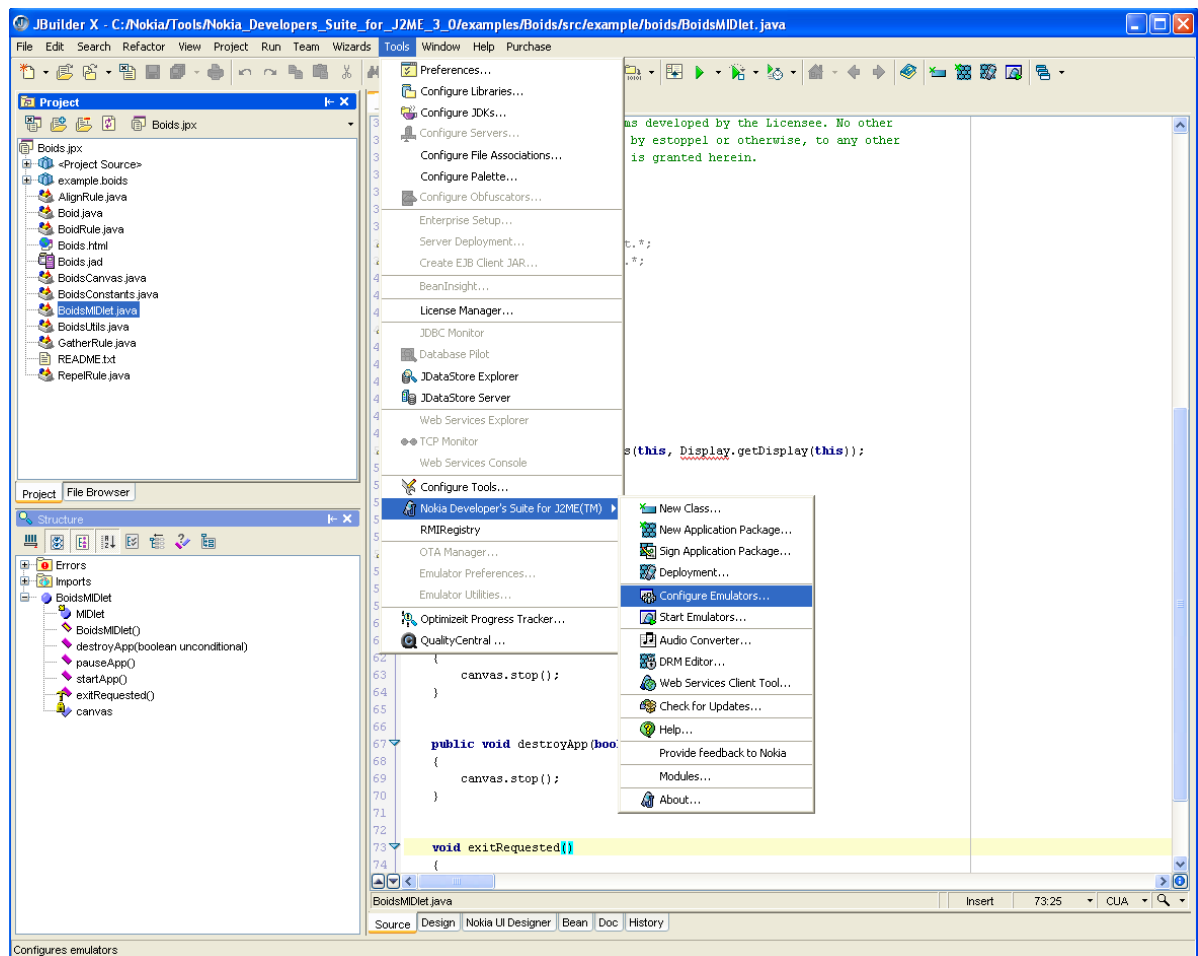 JBuilder X - C:/Nokia/Tools/Nokia_Developers_Suite_for_J2ME_3_0/examples/Boids/src/example/boids/BoidsMIDlet.java
File Edit Search Refactor View Project Run Team Wizards Tools Window Help Purchase
Project
Boids.jpx
Boids.jpx
<Project Source>
example.boids
AlignRule.java
Boid.java
BoidRule.java
Boids.html
Boids.jad
BoidsCanvas.java
BoidsConstants.java
BoidsMIDlet.java
BoidsUtils.java
GatherRule.java
README.txt
RepelRule.java
Project File Browser
Structure
Errors
Imports
BoidsMIDlet
MIDlet
BoidsMIDlet()
destroyApp(boolean unconditional)
pauseApp()
startApp()
exitRequested()
canvas
Preferences...
Configure Libraries...
Configure JDKs...
Configure Servers...
Configure File Associations...
Configure Palette...
Configure Obfuscators...
Enterprise Setup...
Server Deployment...
Create EJB Client JAR...
BeanInsight...
License Manager...
JDBC Monitor
Database Pilot
JDataStore Explorer
JDataStore Server
Web Services Explorer
TCP Monitor
Web Services Console
Configure Tools...
Nokia Developer's Suite for J2ME(TM)
RMIRegistry
OTA Manager...
Emulator Preferences...
Emulator Utilities...
Optimizeit Progress Tracker...
QualityCentral ...
New Class...
New Application Package...
Sign Application Package...
Deployment...
Configure Emulators...
Start Emulators...
Audio Converter...
DRM Editor...
Web Services Client Tool...
Check for Updates...
Help...
Provide feedback to Nokia
Modules...
About...
ms developed by the Licensee. No other
by estoppel or otherwise, to any other
is granted herein.
t.*;
.*;
s(this, Display.getDisplay(this));
62 {
63 canvas.stop();
64 }
65
66
67 public void destroyApp(boo
68 {
69 canvas.stop();
70 }
71
72
73 void exitRequested()
74 {
BoidsMIDlet.java Insert 73:25 CUA
Source Design Nokia UI Designer Bean Doc History
Configures emulators